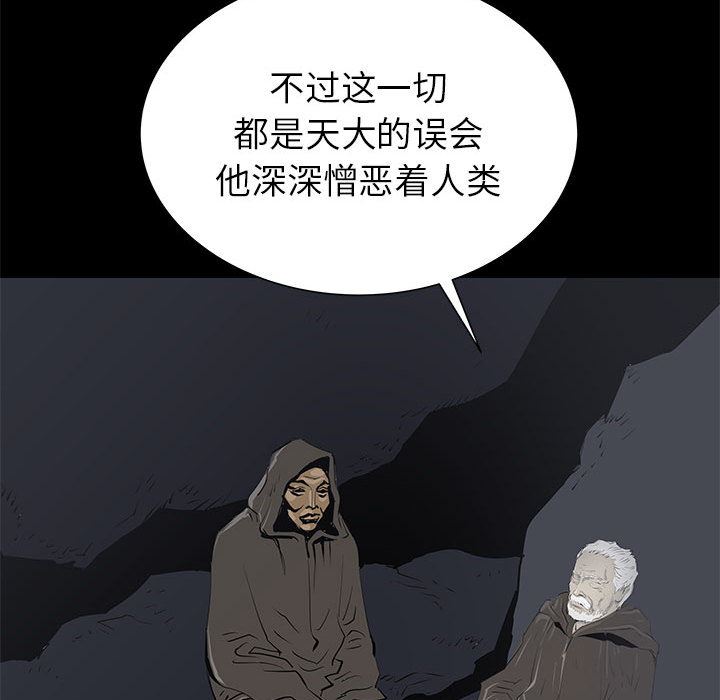 不过这一切
都是天大的误会
他深深憎恶着人类